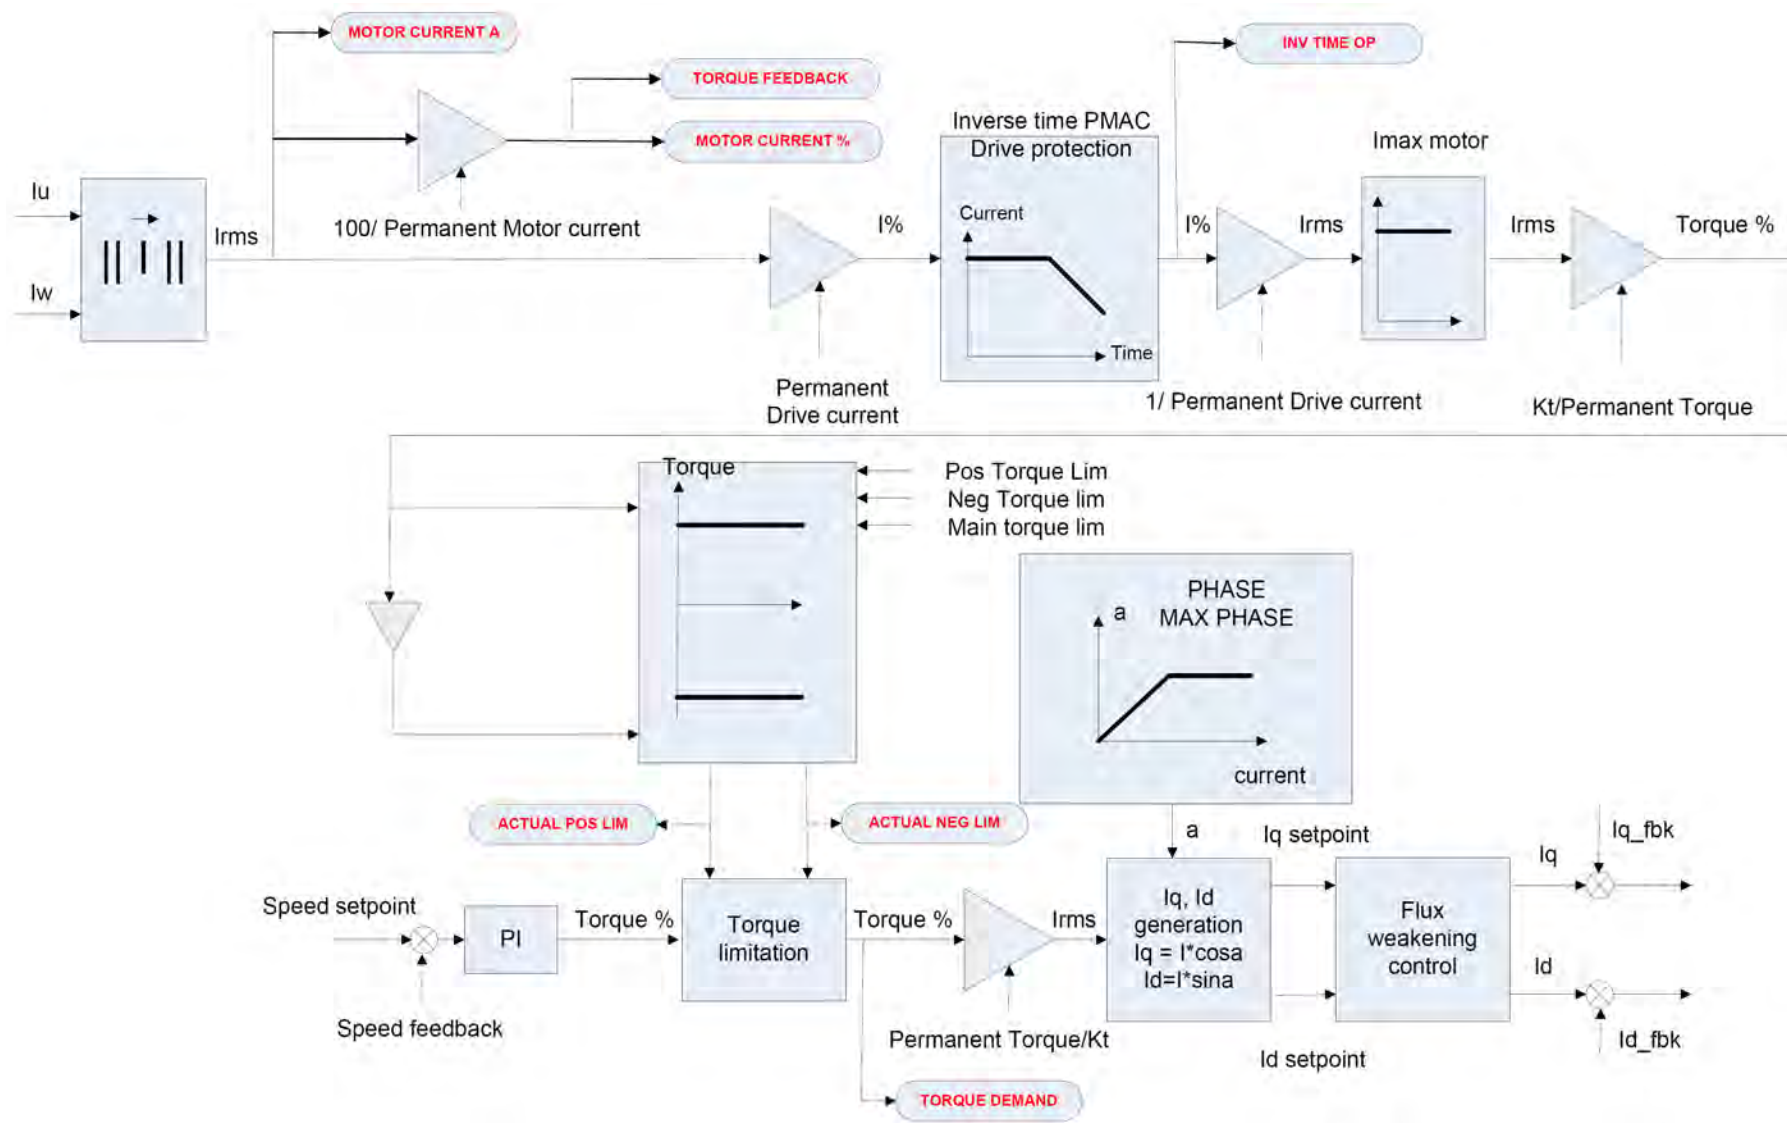 MOTOR CURRENT A
INV TIME OP
TORQUE FEEDBACK
MOTOR CURRENT %
Inverse time PMAC
Drive protection
Imax motor
Iu
Iw
Irms
100/ Permanent Motor current
I%
Current
Time
I%
Irms
Irms
Torque %
Permanent
Drive current
1/ Permanent Drive current
Kt/Permanent Torque
Torque
Pos Torque Lim
Neg Torque lim
Main torque lim
PHASE
MAX PHASE
a
current
ACTUAL POS LIM
ACTUAL NEG LIM
a
Iq setpoint
Iq
Iq_fbk
Speed setpoint
PI
Torque %
Torque
limitation
Torque %
Irms
Iq, Id
generation
Iq = I*cosa
Id=I*sina
Flux
weakening
control
Id
Speed feedback
Permanent Torque/Kt
Id setpoint
Id_fbk
TORQUE DEMAND